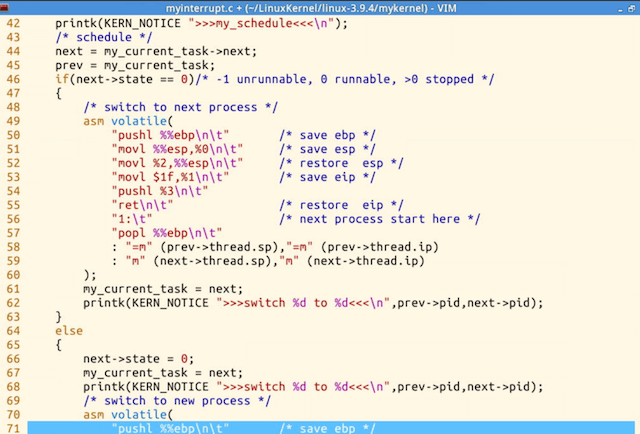 myinterrupt.c + (~/LinuxKernel/linux-3.9.4/mykernel) - VIM
42     printk(KERN_NOTICE ">>>my_schedule<<<\n");
43     /* schedule */
44     next = my_current_task->next;
45     prev = my_current_task;
46     if(next->state == 0)/* -1 unrunnable, 0 runnable, >0 stopped */
47     {
48         /* switch to next process */
49         asm volatile(
50             "pushl %%ebp\n\t"       /* save ebp */
51             "movl %%esp,%0\n\t"     /* save esp */
52             "movl %2,%%esp\n\t"     /* restore  esp */
53             "movl $1f,%1\n\t"       /* save eip */
54             "pushl %3\n\t"
55             "ret\n\t"               /* restore  eip */
56             "1:\t"                  /* next process start here */
57             "popl %%ebp\n\t"
58             : "=m" (prev->thread.sp),"=m" (prev->thread.ip)
59             : "m" (next->thread.sp),"m" (next->thread.ip)
60         );
61         my_current_task = next;
62         printk(KERN_NOTICE ">>>switch %d to %d<<<\n",prev->pid,next->pid);
63     }
64     else
65     {
66         next->state = 0;
67         my_current_task = next;
68         printk(KERN_NOTICE ">>>switch %d to %d<<<\n",prev->pid,next->pid);
69         /* switch to new process */
70         asm volatile(
71             "pushl %%ebp\n\t"       /* save ebp */